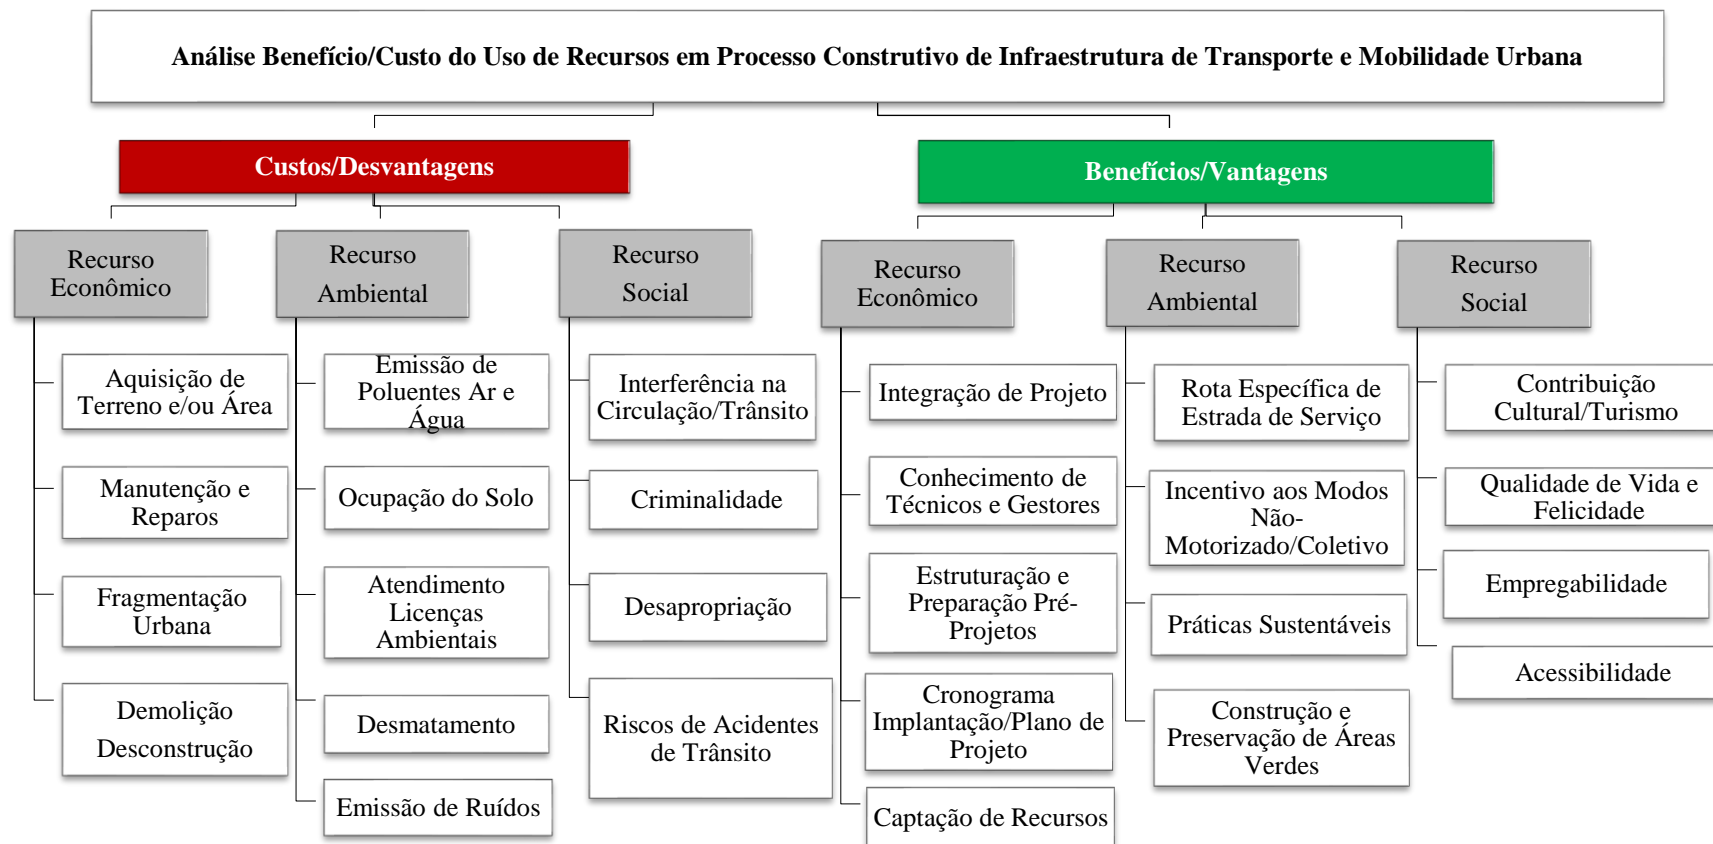 Análise Benefício/Custo do Uso de Recursos em Processo Construtivo de Infraestrutura de Transporte e Mobilidade Urbana
Custos/Desvantagens
Recurso
Econômico
Aquisição de
Terreno e/ou Área
Manutenção e
Reparos
Fragmentação
Urbana
Demolição
Desconstrução
Recurso
Ambiental
Emissão de
Poluentes Ar e
Água
Ocupação do Solo
Atendimento
Licenças
Ambientais
Desmatamento
Emissão de Ruídos
Recurso
Social
Interferência na
Circulação/Trânsito
Criminalidade
Desapropriação
Riscos de Acidentes
de Trânsito
Benefícios/Vantagens
Recurso
Econômico
Integração de Projeto
Conhecimento de
Técnicos e Gestores
Estruturação e
Preparação Pré-
Projetos
Cronograma
Implantação/Plano de
Projeto
Captação de Recursos
Recurso
Ambiental
Rota Específica de
Estrada de Serviço
Incentivo aos Modos
Não-
Motorizado/Coletivo
Práticas Sustentáveis
Construção e
Preservação de Áreas
Verdes
Recurso
Social
Contribuição
Cultural/Turismo
Qualidade de Vida e
Felicidade
Empregabilidade
Acessibilidade